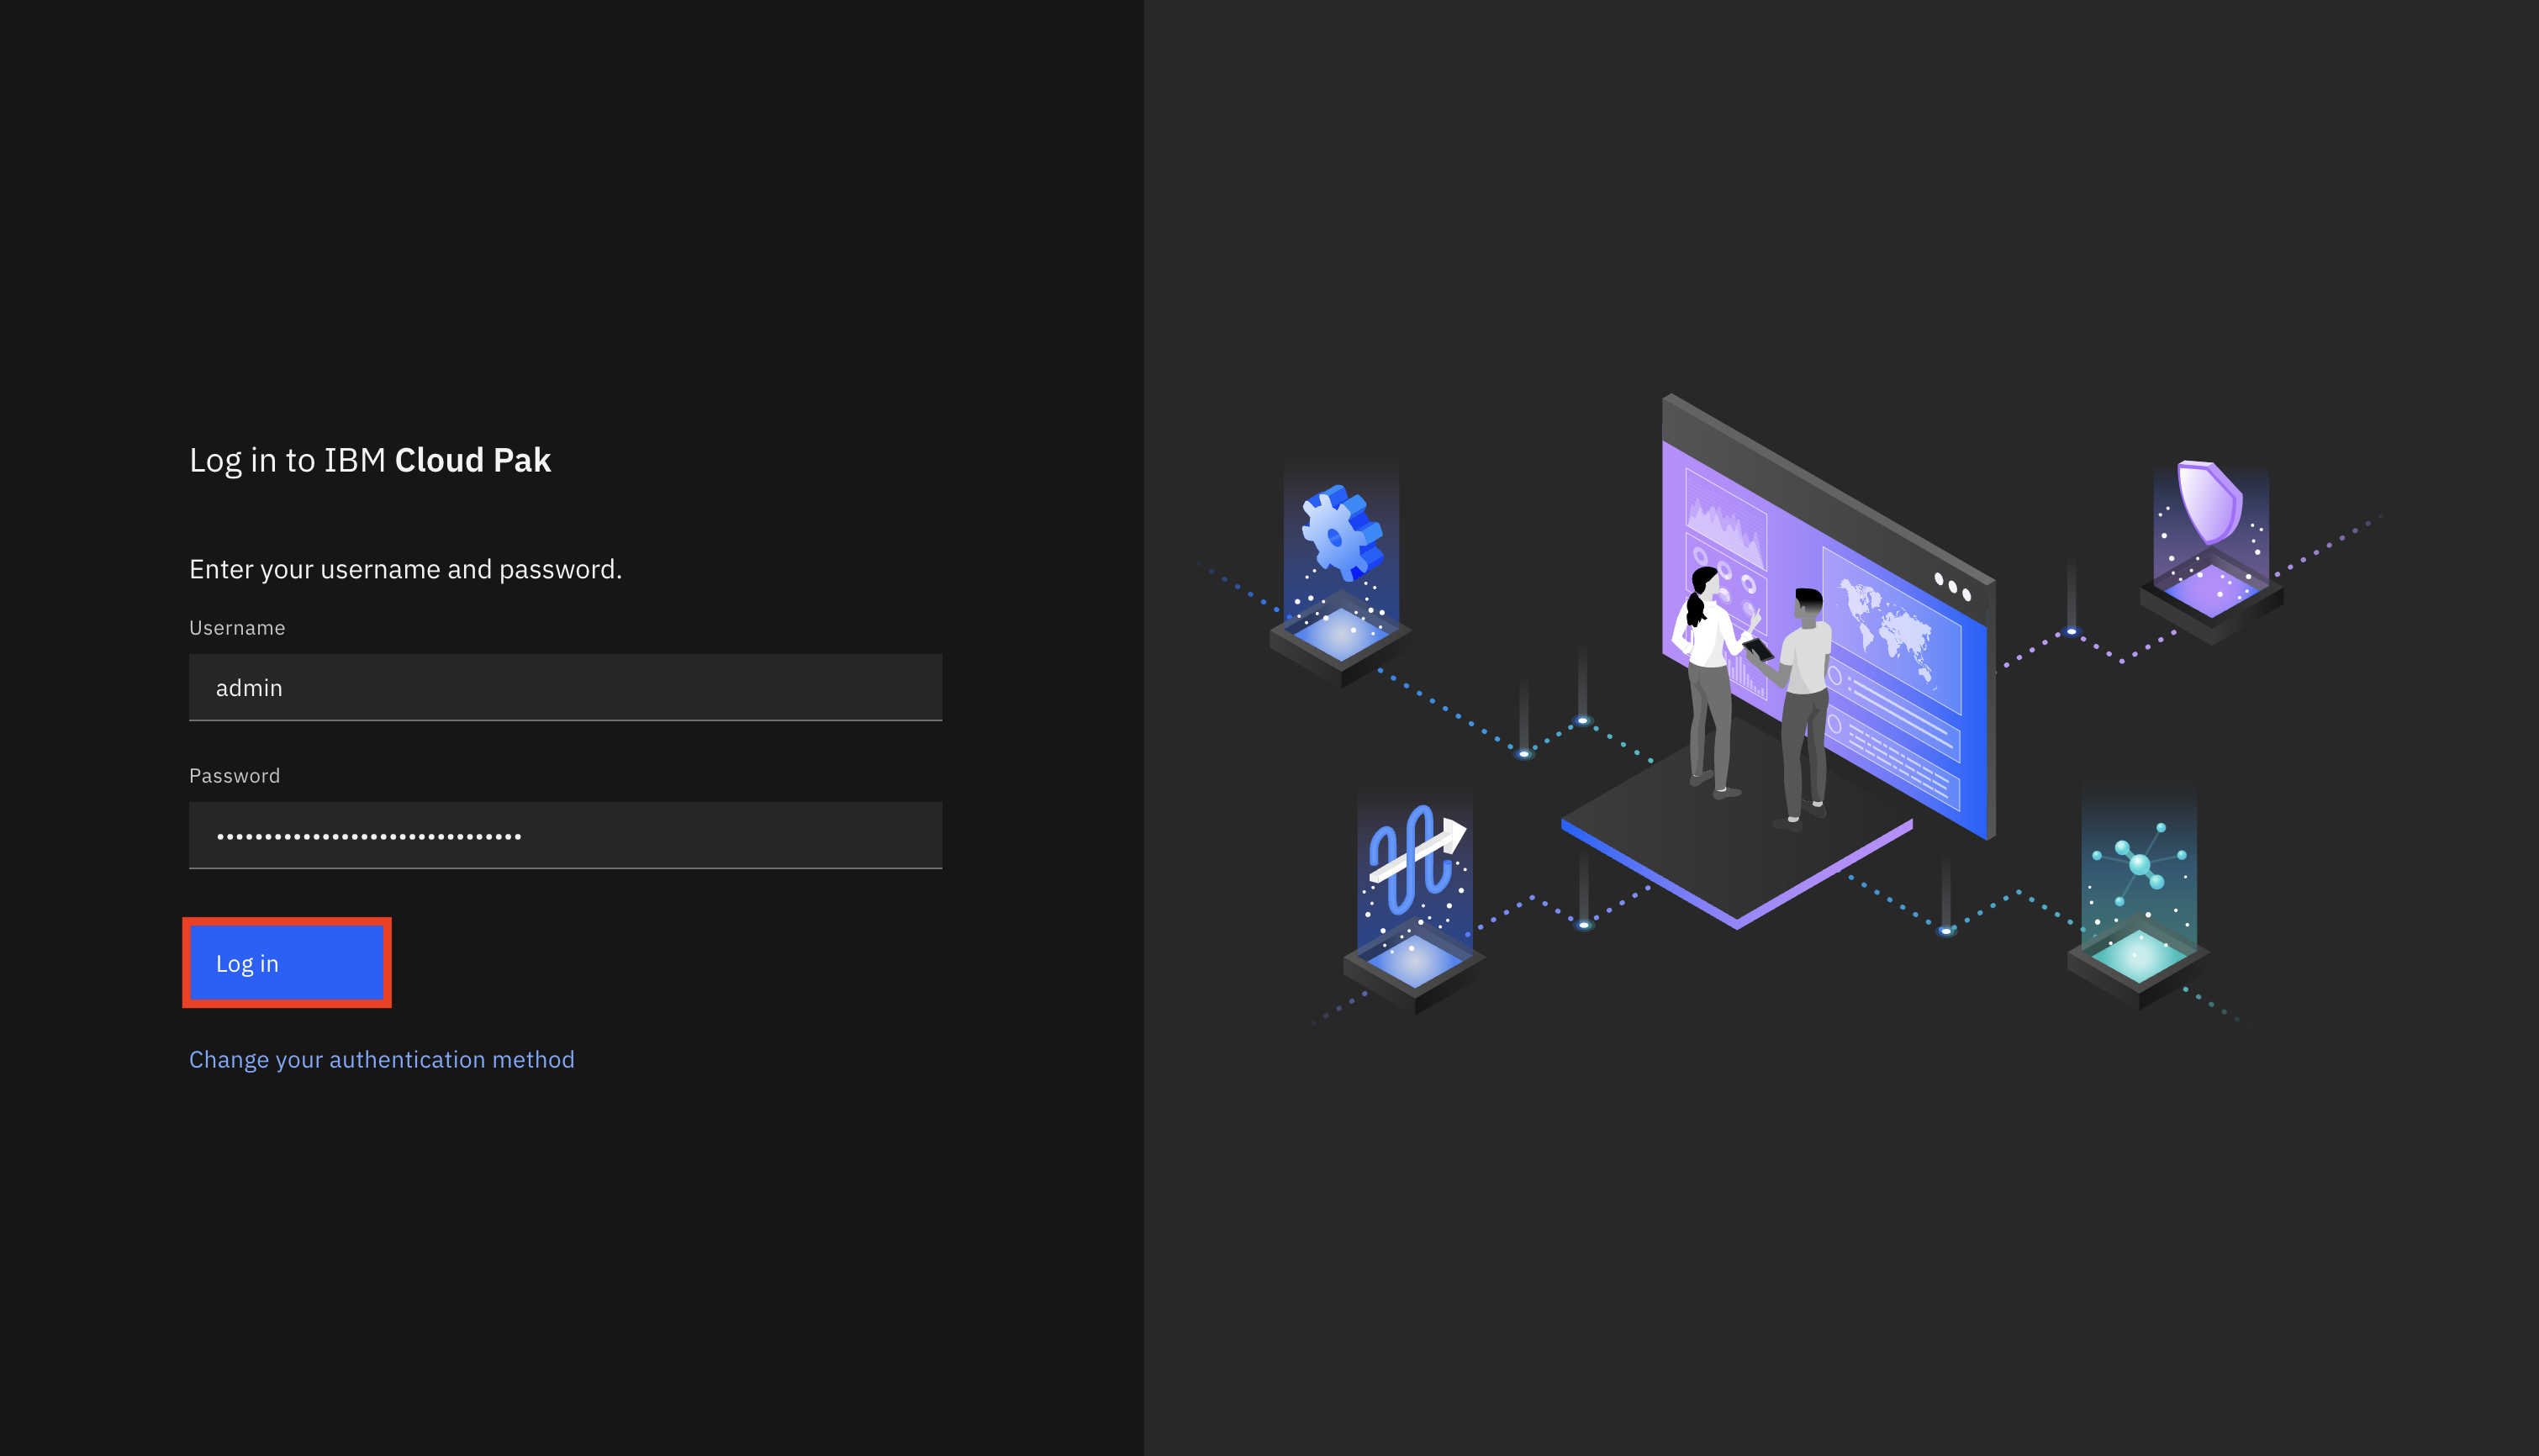 Log in to IBM Cloud Pak
Enter your username and password.
Username
admin
Password
••••••••••••••••••••••••••••••••
Log in
Change your authentication method